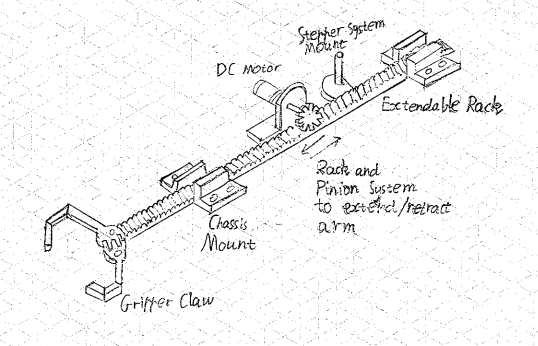 Stepper System
Mount
DC Motor
Extendable Rack
Rack and
Pinion System
to extend/retract
arm
Chassis
Mount
Gripper Claw